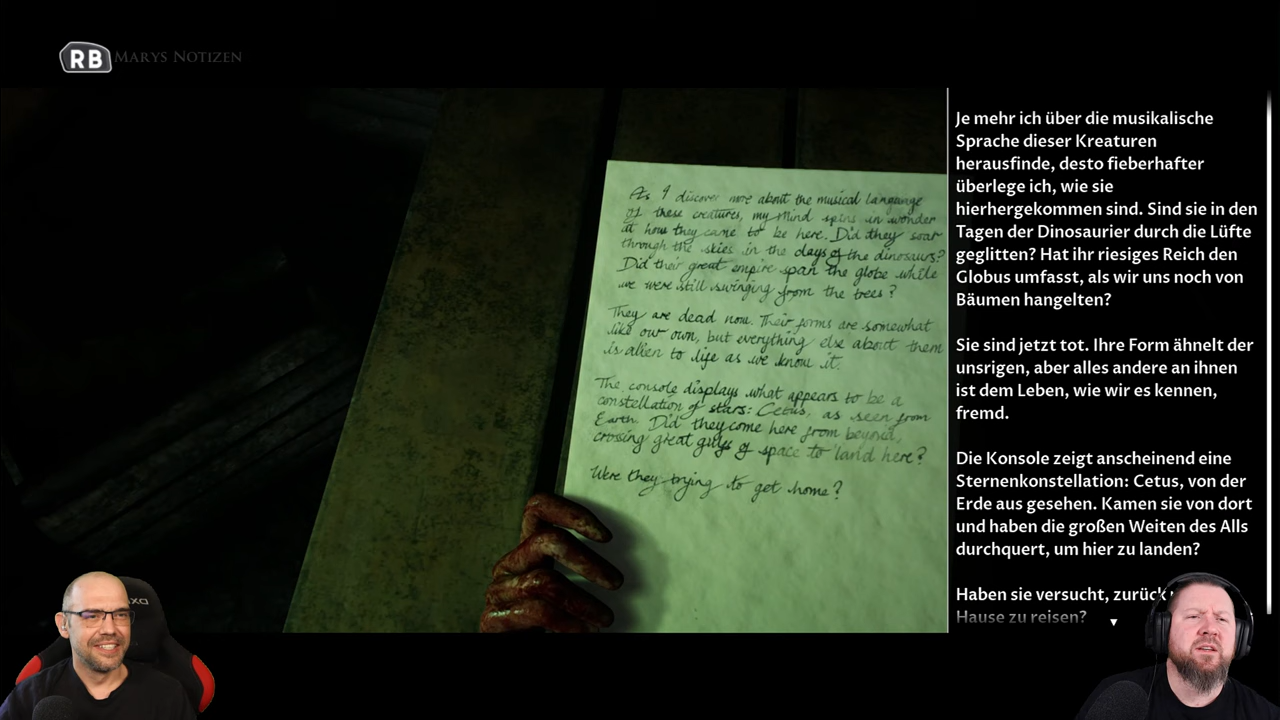 RB MARYS NOTIZEN
As I discover more about the musical language
of these creatures, my mind spins in wonder
at how they came to be here. Did they soar
through the skies in the days of the dinosaurs?
Did their great empire span the globe while
we were still swinging from the trees?
They are dead now. Their forms are somewhat
like our own, but everything else about them
is alien to life as we know it.
The console displays what appears to be a
constellation of stars: Cetus, as seen from
Earth. Did they come here from beyond,
crossing great gulfs of space to land here?
Were they trying to get home?
Je mehr ich über die musikalische
Sprache dieser Kreaturen
herausfinde, desto fieberhafter
überlege ich, wie sie
hierhergekommen sind. Sind sie in den
Tagen der Dinosaurier durch die Lüfte
geglitten? Hat ihr riesiges Reich den
Globus umfasst, als wir uns noch von
Bäumen hangelten?
Sie sind jetzt tot. Ihre Form ähnelt der
unsrigen, aber alles andere an ihnen
ist dem Leben, wie wir es kennen,
fremd.
Die Konsole zeigt anscheinend eine
Sternenkonstellation: Cetus, von der
Erde aus gesehen. Kamen sie von dort
und haben die großen Weiten des Alls
durchquert, um hier zu landen?
Haben sie versucht, zurück
Hause zu reisen?